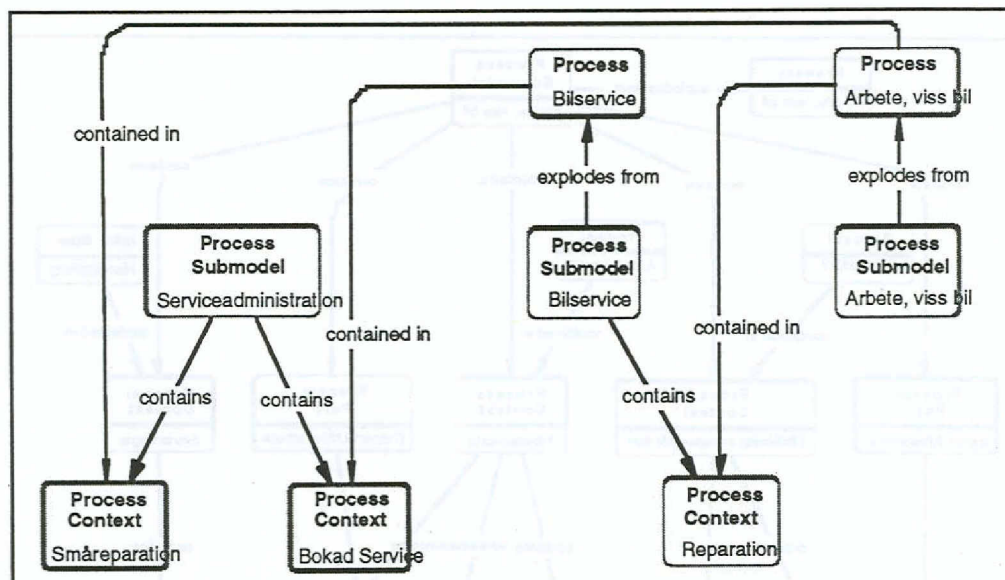 Process
Bilservice
Process
Arbete, viss bil
contained in
explodes from
explodes from
Process
Submodel
Serviceadministration
Process
Submodel
Bilservice
Process
Submodel
Arbete, viss bil
contained in
contained in
contains
contains
contains
Process
Context
Småreparation
Process
Context
Bokad Service
Process
Context
Reparation